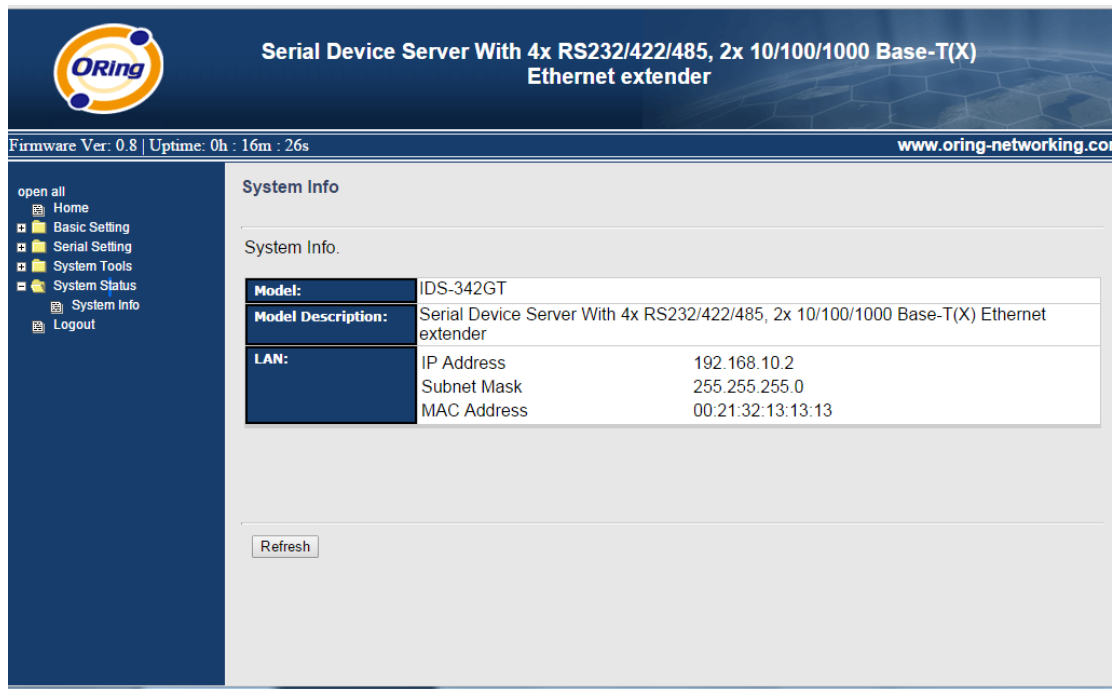 ORing
Serial Device Server With 4x RS232/422/485, 2x 10/100/1000 Base-T(X)
Ethernet extender
Firmware Ver: 0.8 | Uptime: 0h : 16m : 26s
www.oring-networking.co
open all
Home
Basic Setting
Serial Setting
System Tools
System Status
System Info
Logout
System Info
System Info.
Model: IDS-342GT
Model Description: Serial Device Server With 4x RS232/422/485, 2x 10/100/1000 Base-T(X) Ethernet
extender
LAN: IP Address 192.168.10.2
Subnet Mask 255.255.255.0
MAC Address 00:21:32:13:13:13
Refresh